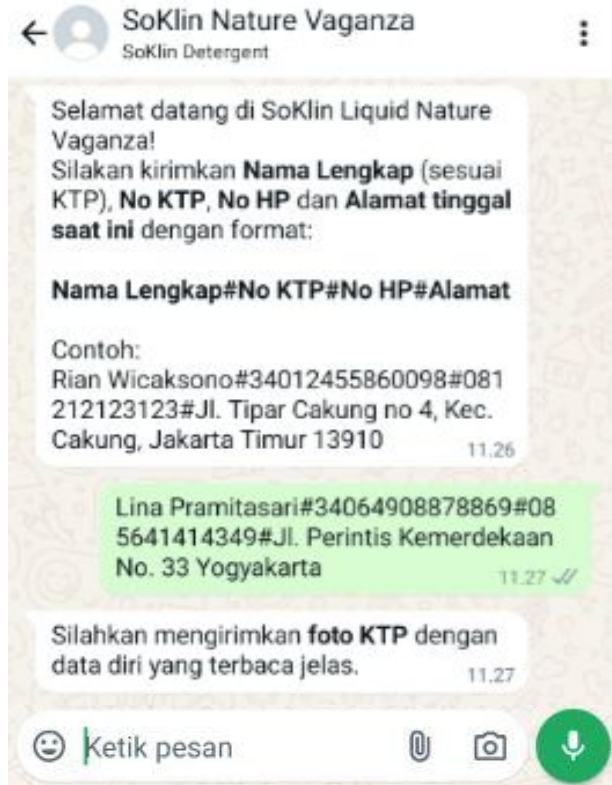 SoKlin Nature Vaganza
SoKlin Detergent
Selamat datang di SoKlin Liquid Nature
Vaganza!
Silakan kirimkan Nama Lengkap (sesuai
KTP), No KTP, No HP dan Alamat tinggal
saat ini dengan format:
Nama Lengkap#No KTP#No HP#Alamat
Contoh:
Rian Wicaksono#34012455860098#081
212123123#Jl. Tipar Cakung no 4, Kec.
Cakung, Jakarta Timur 13910
11.26
Lina Pramitasari#34064908878869#08
5641414349#Jl. Perintis Kemerdekaan
No. 33 Yogyakarta
11.27
Silahkan mengirimkan foto KTP dengan
data diri yang terbaca jelas.
11.27
Ketik pesan